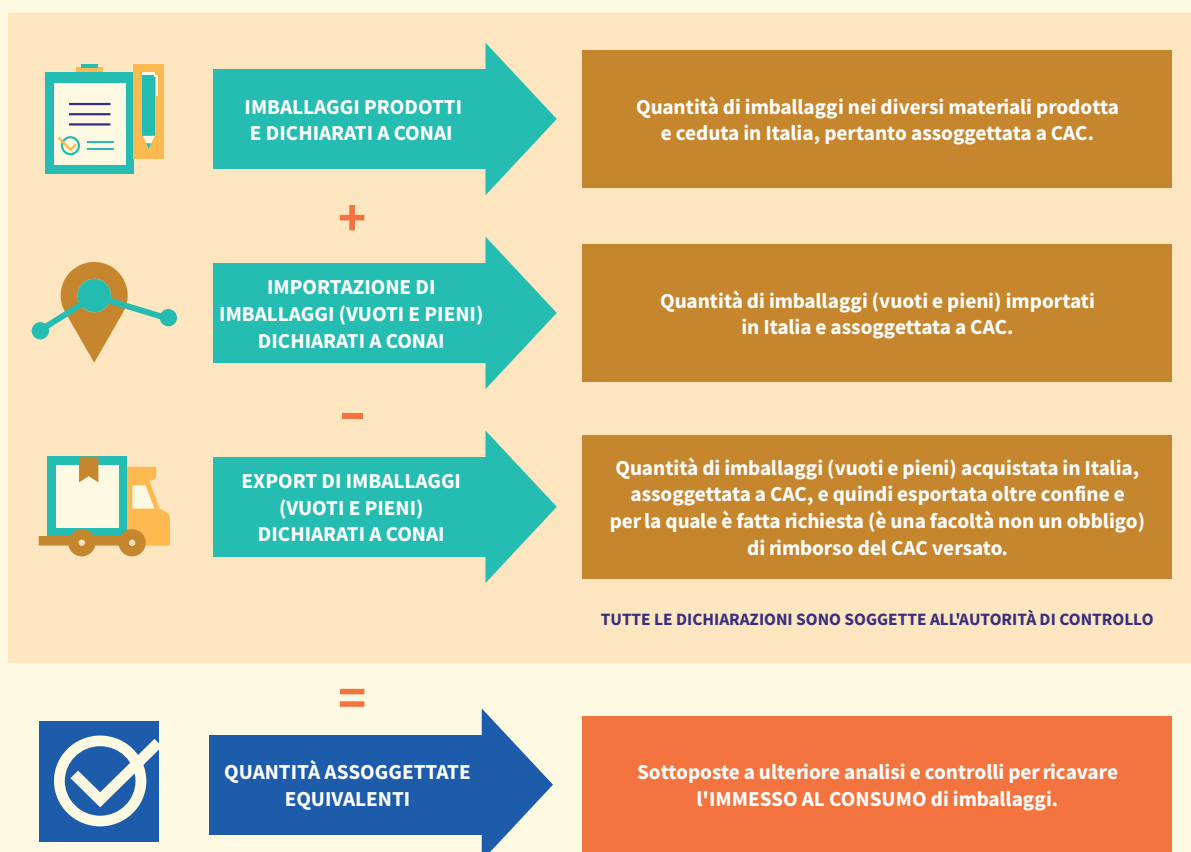 IMBALLAGGI PRODOTTI
E DICHIARATI A CONAI
Quantità di imballaggi nei diversi materiali prodotta
e ceduta in Italia, pertanto assoggettata a CAC.
+
IMPORTAZIONE DI
IMBALLAGGI (VUOTI E PIENI)
DICHIARATI A CONAI
Quantità di imballaggi (vuoti e pieni) importati
in Italia e assoggettata a CAC.
–
EXPORT DI IMBALLAGGI
(VUOTI E PIENI)
DICHIARATI A CONAI
Quantità di imballaggi (vuoti e pieni) acquistata in Italia,
assoggettata a CAC, e quindi esportata oltre confine e
per la quale è fatta richiesta (è una facoltà non un obbligo)
di rimborso del CAC versato.
TUTTE LE DICHIARAZIONI SONO SOGGETTE ALL'AUTORITÀ DI CONTROLLO
=
QUANTITÀ ASSOGGETTATE
EQUIVALENTI
Sottoposte a ulteriore analisi e controlli per ricavare
l'IMMESSO AL CONSUMO di imballaggi.